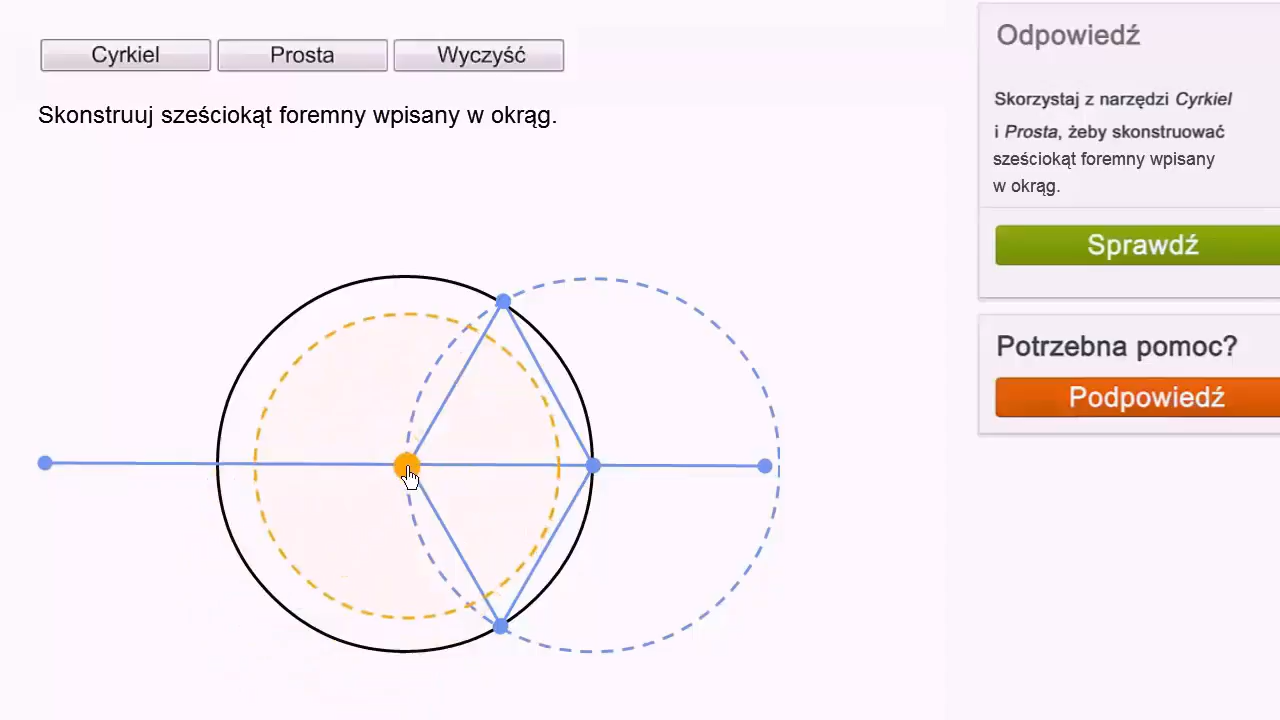 Cyrkiel Prosta Wyczyść
Skonstruuj sześciokąt foremny wpisany w okrąg.
Odpowiedź
Skorzystaj z narzędzi Cyrkiel
i Prosta, żeby skonstruować
sześciokąt foremny wpisany
w okrąg.
Sprawdź
Potrzebna pomoc?
Podpowiedź